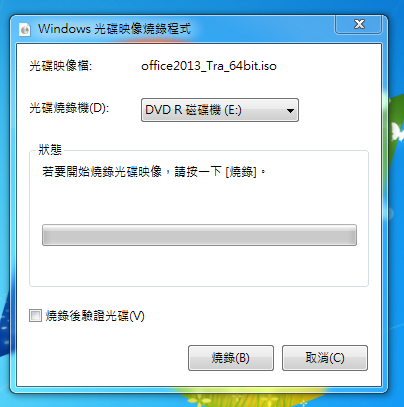 Windows 光碟映像燒錄程式
光碟映像檔: office2013_Tra_64bit.iso
光碟燒錄機(D): DVD R 磁碟機 (E:)
狀態
若要開始燒錄光碟映像，請按一下 [燒錄]。
燒錄後驗證光碟(V)
燒錄(B) 取消(C)